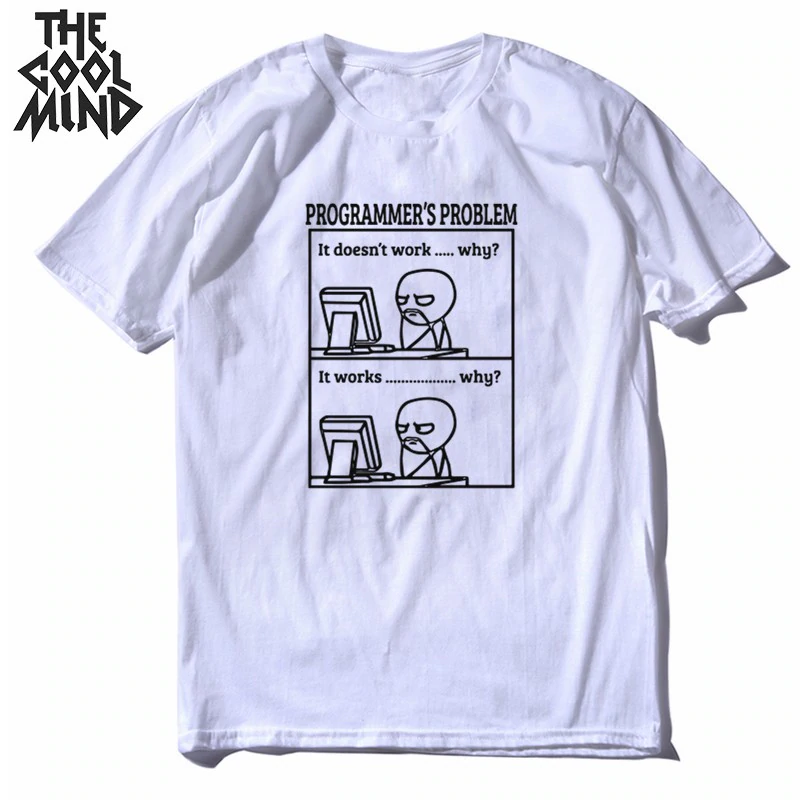 THE
COOL
MIND
PROGRAMMER'S PROBLEM
It doesn't work ..... why?
It works .................. why?